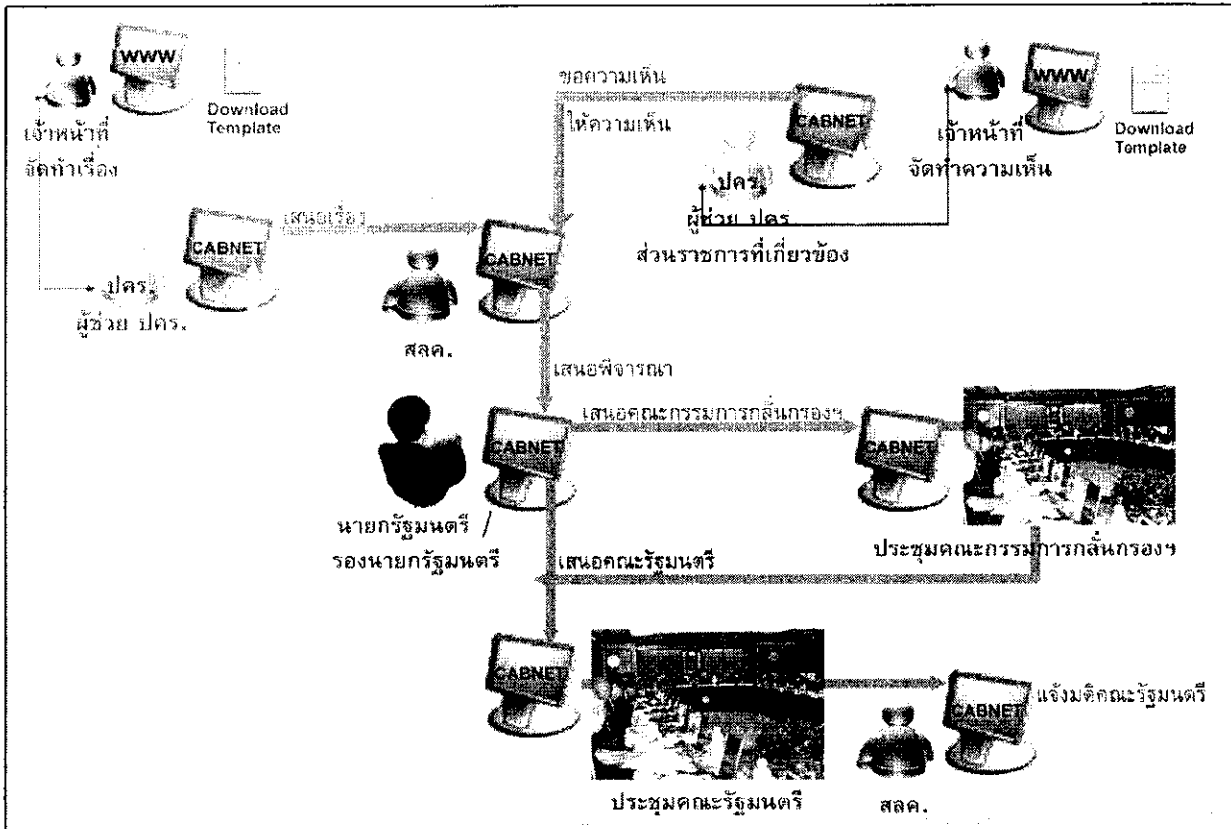 WWW
Download
Template
เจ้าหน้าที่
จัดทำเรื่อง
CABNET
ปคร.
ผู้ช่วย ปคร.
เสนอเรื่อง
ขอความเห็น
ให้ความเห็น
CABNET
ปคร.
ผู้ช่วย ปคร.
ส่วนราชการที่เกี่ยวข้อง
WWW
Download
Template
เจ้าหน้าที่
จัดทำความเห็น
CABNET
สลค.
เสนอพิจารณา
CABNET
นายกรัฐมนตรี /
รองนายกรัฐมนตรี
เสนอคณะกรรมการกลั่นกรองฯ
CABNET
ประชุมคณะกรรมการกลั่นกรองฯ
เสนอคณะรัฐมนตรี
CABNET
ประชุมคณะรัฐมนตรี
CABNET
สลค.
แจ้งมติคณะรัฐมนตรี